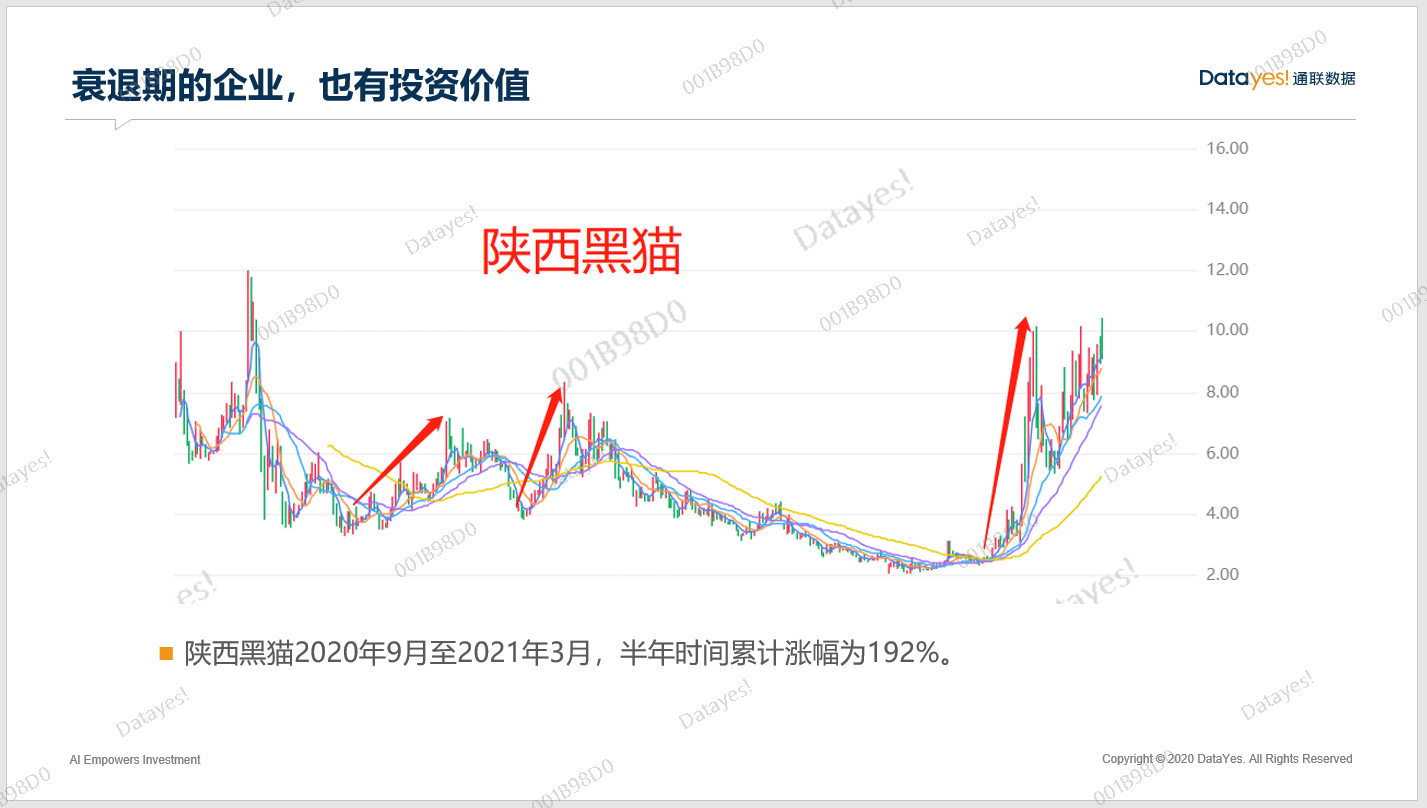 衰退期的企业，也有投资价值
Datayes! 通联数据
16.00
14.00
陕西黑猫
12.00
10.00
8.00
6.00
4.00
2.00
陕西黑猫2020年9月至2021年3月，半年时间累计涨幅为192%。
AI Empowers Investment
Copyright © 2020 DataYes. All Rights Reserved
Datayes!
001B98D0